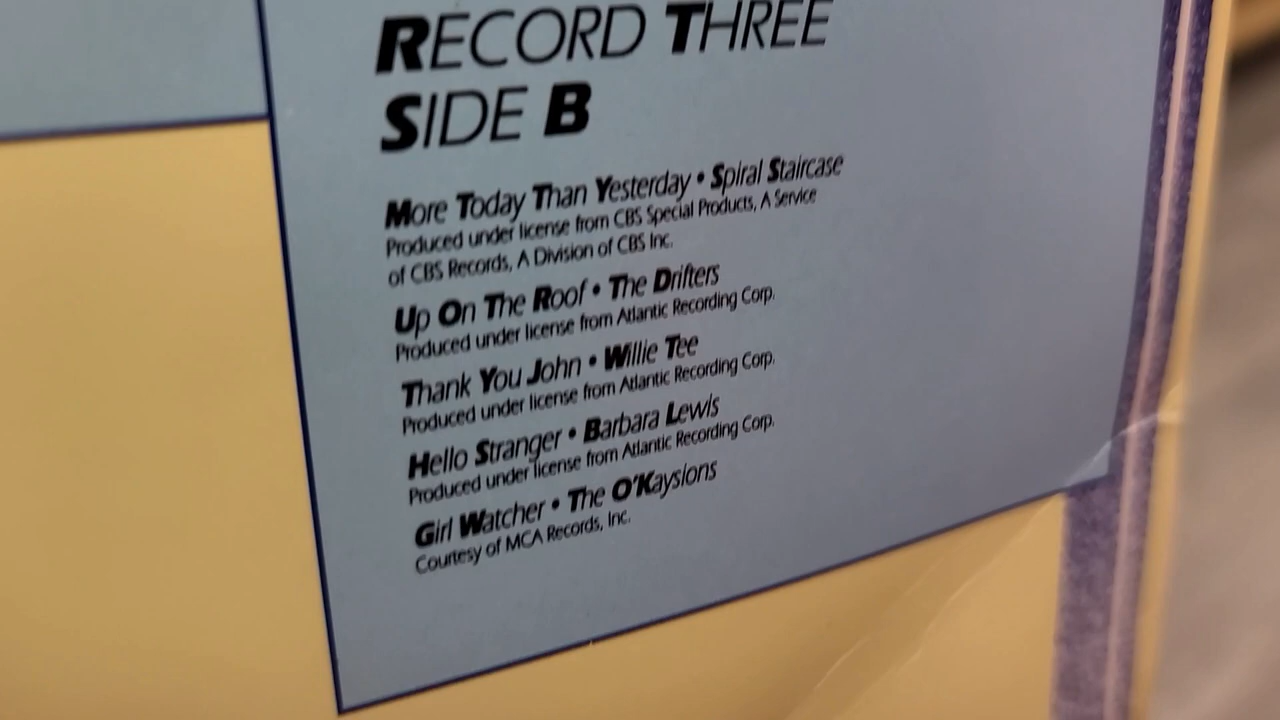 RECORD THREE
SIDE B
More Today Than Yesterday • Spiral Staircase
Produced under license from CBS Special Products, A Service
of CBS Records, A Division of CBS Inc.
Up On The Roof • The Drifters
Produced under license from Atlantic Recording Corp.
Thank You John • Willie Tee
Produced under license from Atlantic Recording Corp.
Hello Stranger • Barbara Lewis
Produced under license from Atlantic Recording Corp.
Girl Watcher • The O'Kaysions
Courtesy of MCA Records, Inc.